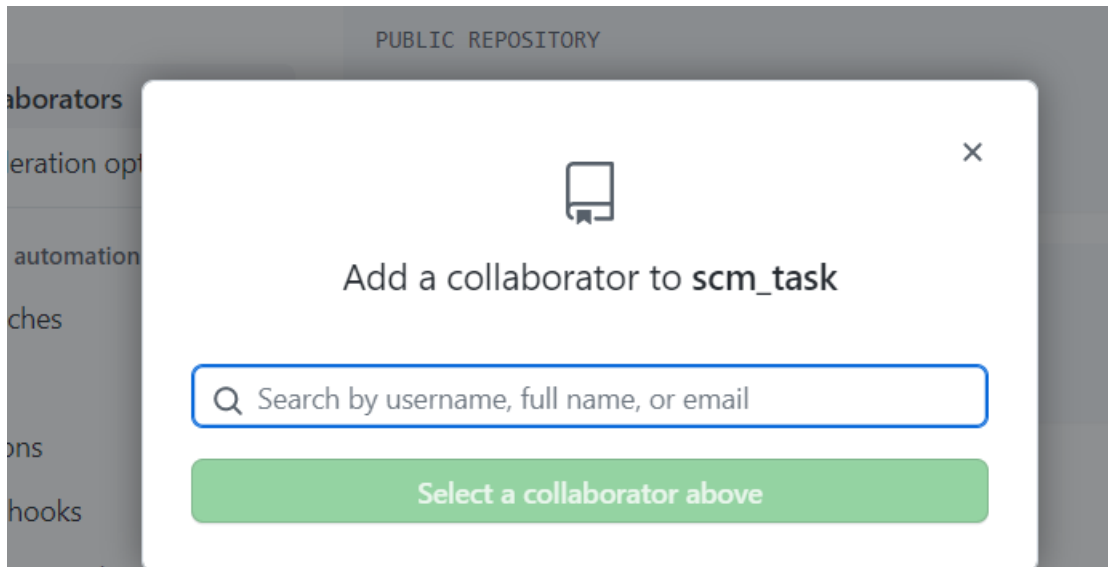 PUBLIC REPOSITORY
aborators
eration opt
automation
ches
ons
hooks
Add a collaborator to scm_task
Search by username, full name, or email
Select a collaborator above